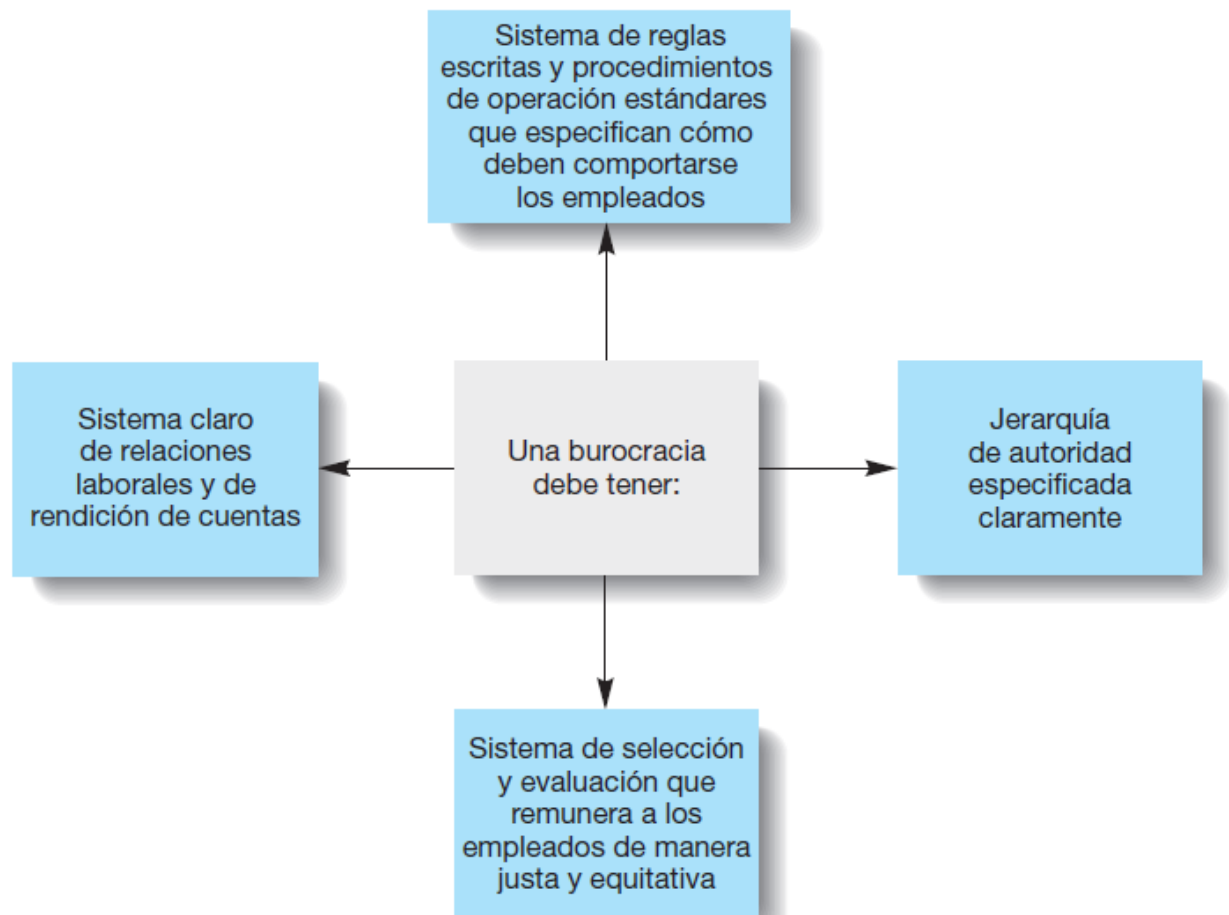 Sistema de reglas
escritas y procedimientos
de operación estándares
que especifican cómo
deben comportarse
los empleados
Sistema claro
de relaciones
laborales y de
rendición de cuentas
Una burocracia
debe tener:
Jerarquía
de autoridad
especificada
claramente
Sistema de selección
y evaluación que
remunera a los
empleados de manera
justa y equitativa